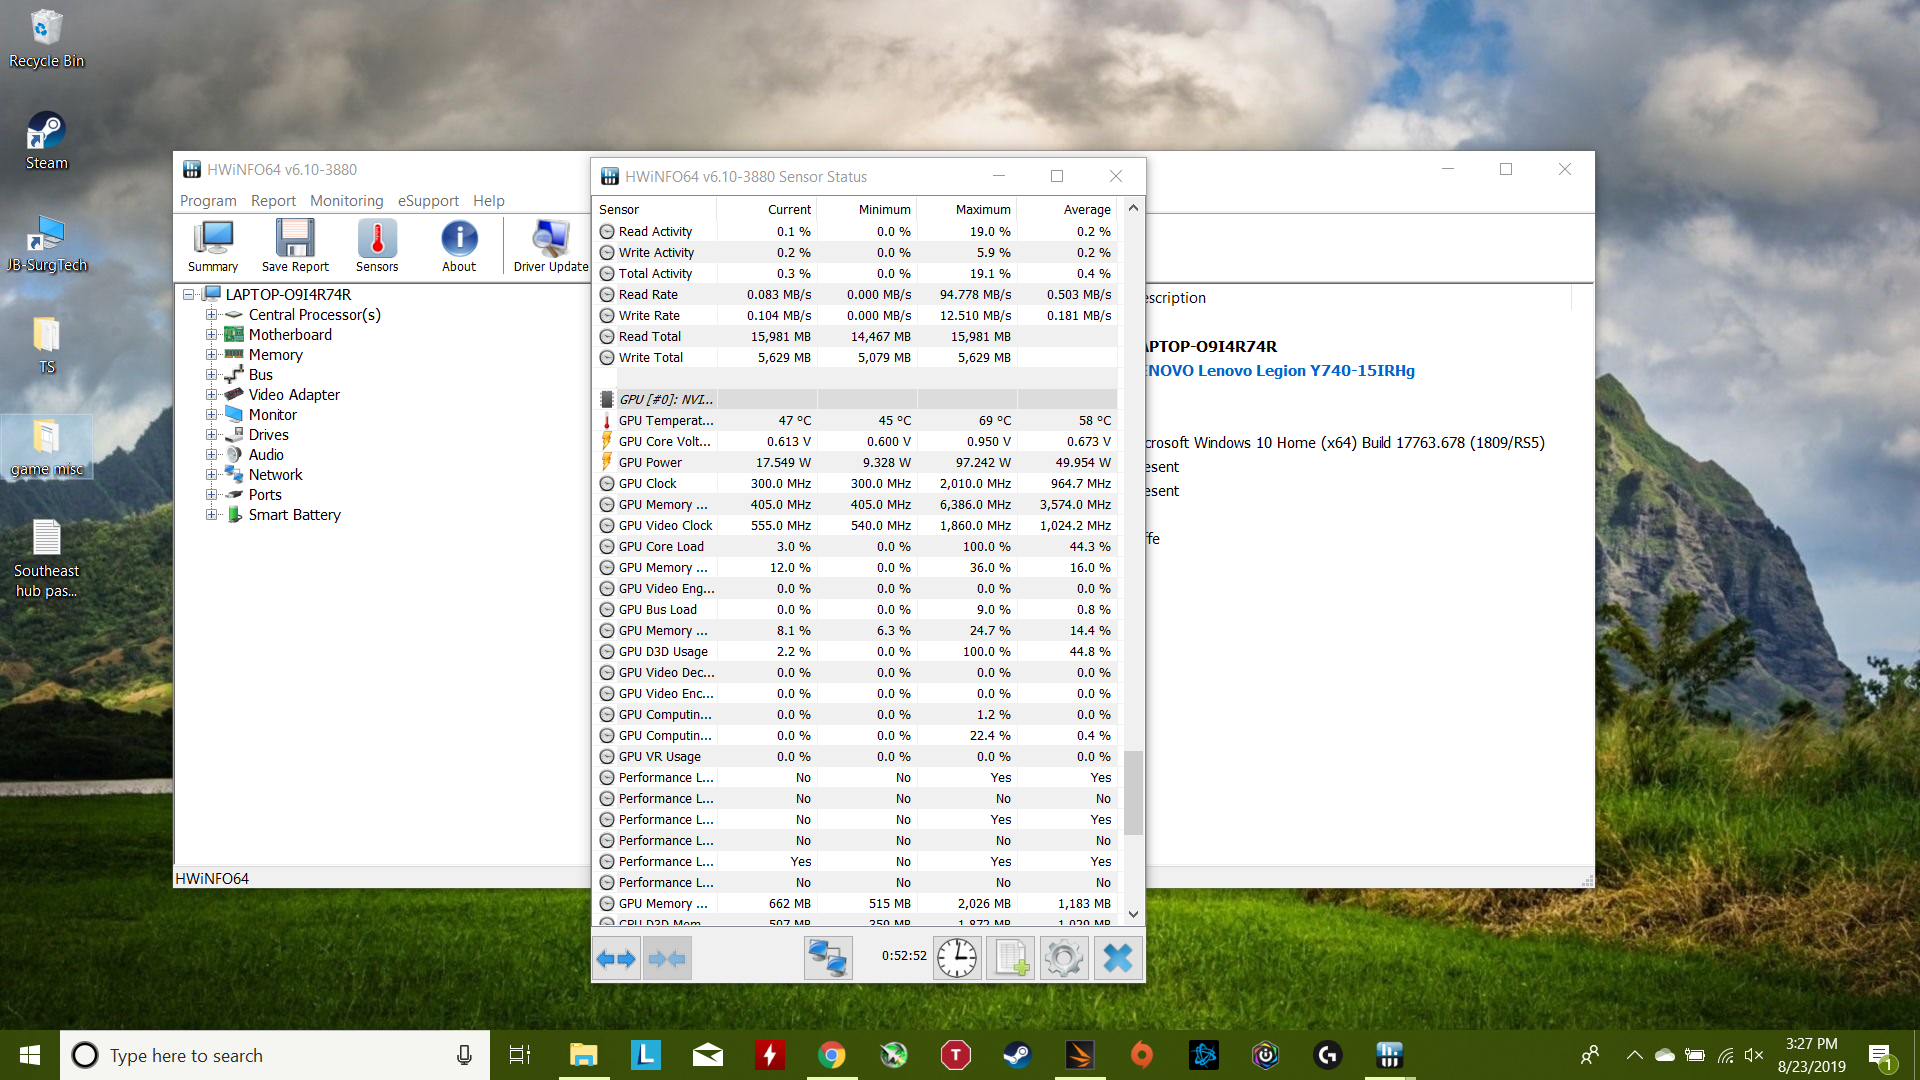 Recycle Bin
Steam
JB-SurgTech
TS
game misc
Southeast
hub pas...
HWiNFO64 v6.10-3880
Program Report Monitoring eSupport Help
Summary Save Report Sensors About Driver Update
LAPTOP-O9I4R74R
Central Processor(s)
Motherboard
Memory
Bus
Video Adapter
Monitor
Drives
Audio
Network
Ports
Smart Battery
HWiNFO64
HWiNFO64 v6.10-3880 Sensor Status
Sensor Current Minimum Maximum Average
Read Activity 0.1 % 0.0 % 19.0 % 0.2 %
Write Activity 0.2 % 0.0 % 5.9 % 0.2 %
Total Activity 0.3 % 0.0 % 19.1 % 0.4 %
Read Rate 0.083 MB/s 0.000 MB/s 94.778 MB/s 0.503 MB/s
Write Rate 0.104 MB/s 0.000 MB/s 12.510 MB/s 0.181 MB/s
Read Total 15,981 MB 14,467 MB 15,981 MB
Write Total 5,629 MB 5,079 MB 5,629 MB
GPU [#0]: NVI...
GPU Temperat... 47 °C 45 °C 69 °C 58 °C
GPU Core Volt... 0.613 V 0.600 V 0.950 V 0.673 V
GPU Power 17.549 W 9.328 W 97.242 W 49.954 W
GPU Clock 300.0 MHz 300.0 MHz 2,010.0 MHz 964.7 MHz
GPU Memory ... 405.0 MHz 405.0 MHz 6,386.0 MHz 3,574.0 MHz
GPU Video Clock 555.0 MHz 540.0 MHz 1,860.0 MHz 1,024.2 MHz
GPU Core Load 3.0 % 0.0 % 100.0 % 44.3 %
GPU Memory ... 12.0 % 0.0 % 36.0 % 16.0 %
GPU Video Eng... 0.0 % 0.0 % 0.0 % 0.0 %
GPU Bus Load 0.0 % 0.0 % 9.0 % 0.8 %
GPU Memory ... 8.1 % 6.3 % 24.7 % 14.4 %
GPU D3D Usage 2.2 % 0.0 % 100.0 % 44.8 %
GPU Video Dec... 0.0 % 0.0 % 0.0 % 0.0 %
GPU Video Enc... 0.0 % 0.0 % 0.0 % 0.0 %
GPU Computin... 0.0 % 0.0 % 1.2 % 0.0 %
GPU Computin... 0.0 % 0.0 % 22.4 % 0.4 %
GPU VR Usage 0.0 % 0.0 % 0.0 % 0.0 %
Performance L... No No Yes Yes
Performance L... No No No No
Performance L... No No Yes Yes
Performance L... No No No No
Performance L... Yes No Yes Yes
Performance L... No No No No
GPU Memory ... 662 MB 515 MB 2,026 MB 1,183 MB
GPU D3D Mem... 507 MB 359 MB 1,872 MB 1,029 MB
0:52:52
escription
APTOP-O9I4R74R
ENOVO Lenovo Legion Y740-15IRHg
crosoft Windows 10 Home (x64) Build 17763.678 (1809/RS5)
esent
esent
ffe
Type here to search
3:27 PM
8/23/2019
1